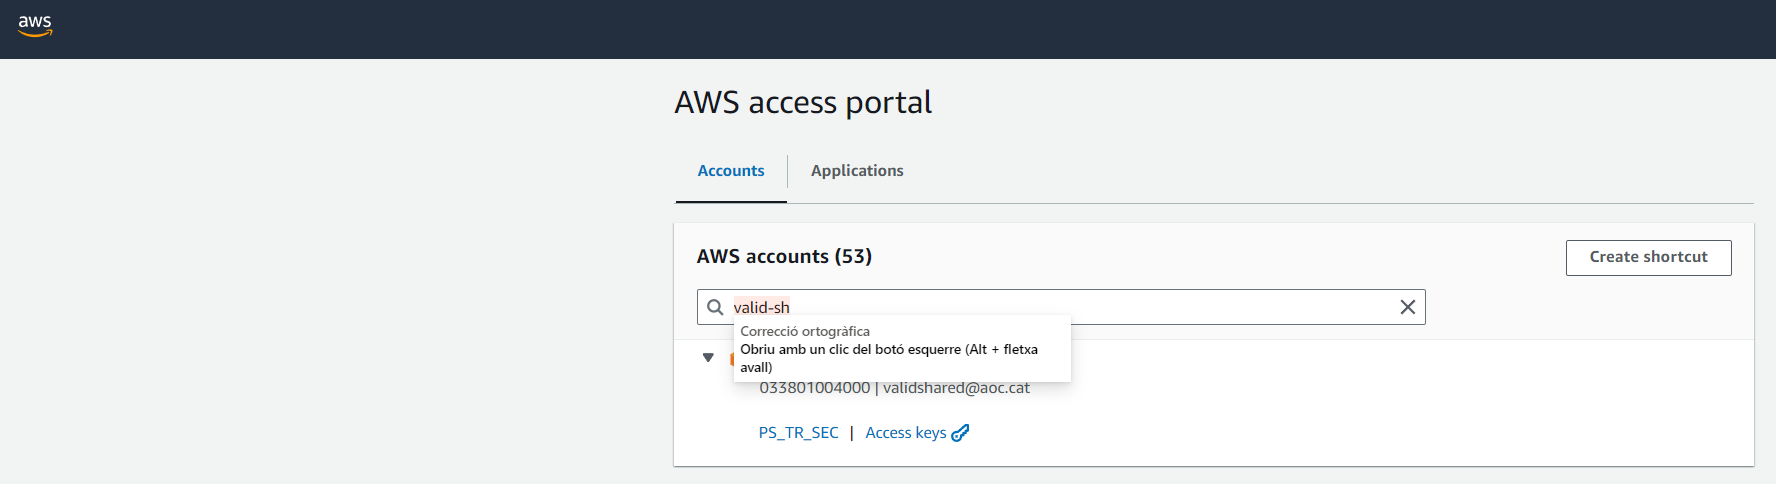 aws
AWS access portal
Accounts
Applications
AWS accounts (53)
Create shortcut
valid-sh
Correcció ortogràfica
Obriu amb un clic del botó esquerre (Alt + fletxa
avall)
033801004000 | validshared@aoc.cat
PS_TR_SEC | Access keys